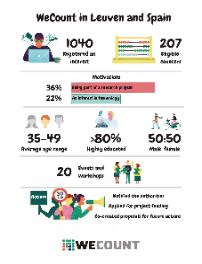 WeCount in Leuven and Spain
1040
Registered an interest
207
Eligible counters
Motivations
36% Being part of a research project
22% An interest in technology
35-49
Average age range
>80%
Highly educated
50:50
Male:female
20 Events and workshops
Action
Notified the authorities
Applied for project funding
Co-created proposals for future actions
WECOUNT